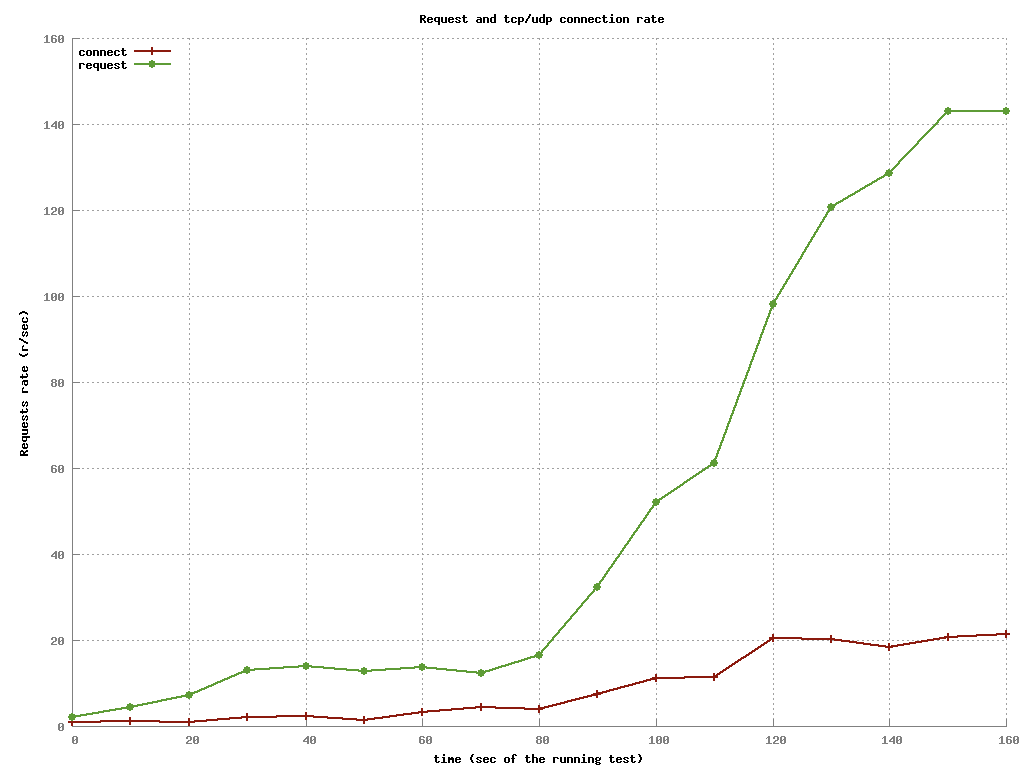 Request and tcp/udp connection rate
connect
request
160
140
120
100
80
60
40
20
0
Requests rate (r/sec)
0 20 40 60 80 100 120 140 160
time (sec of the running test)